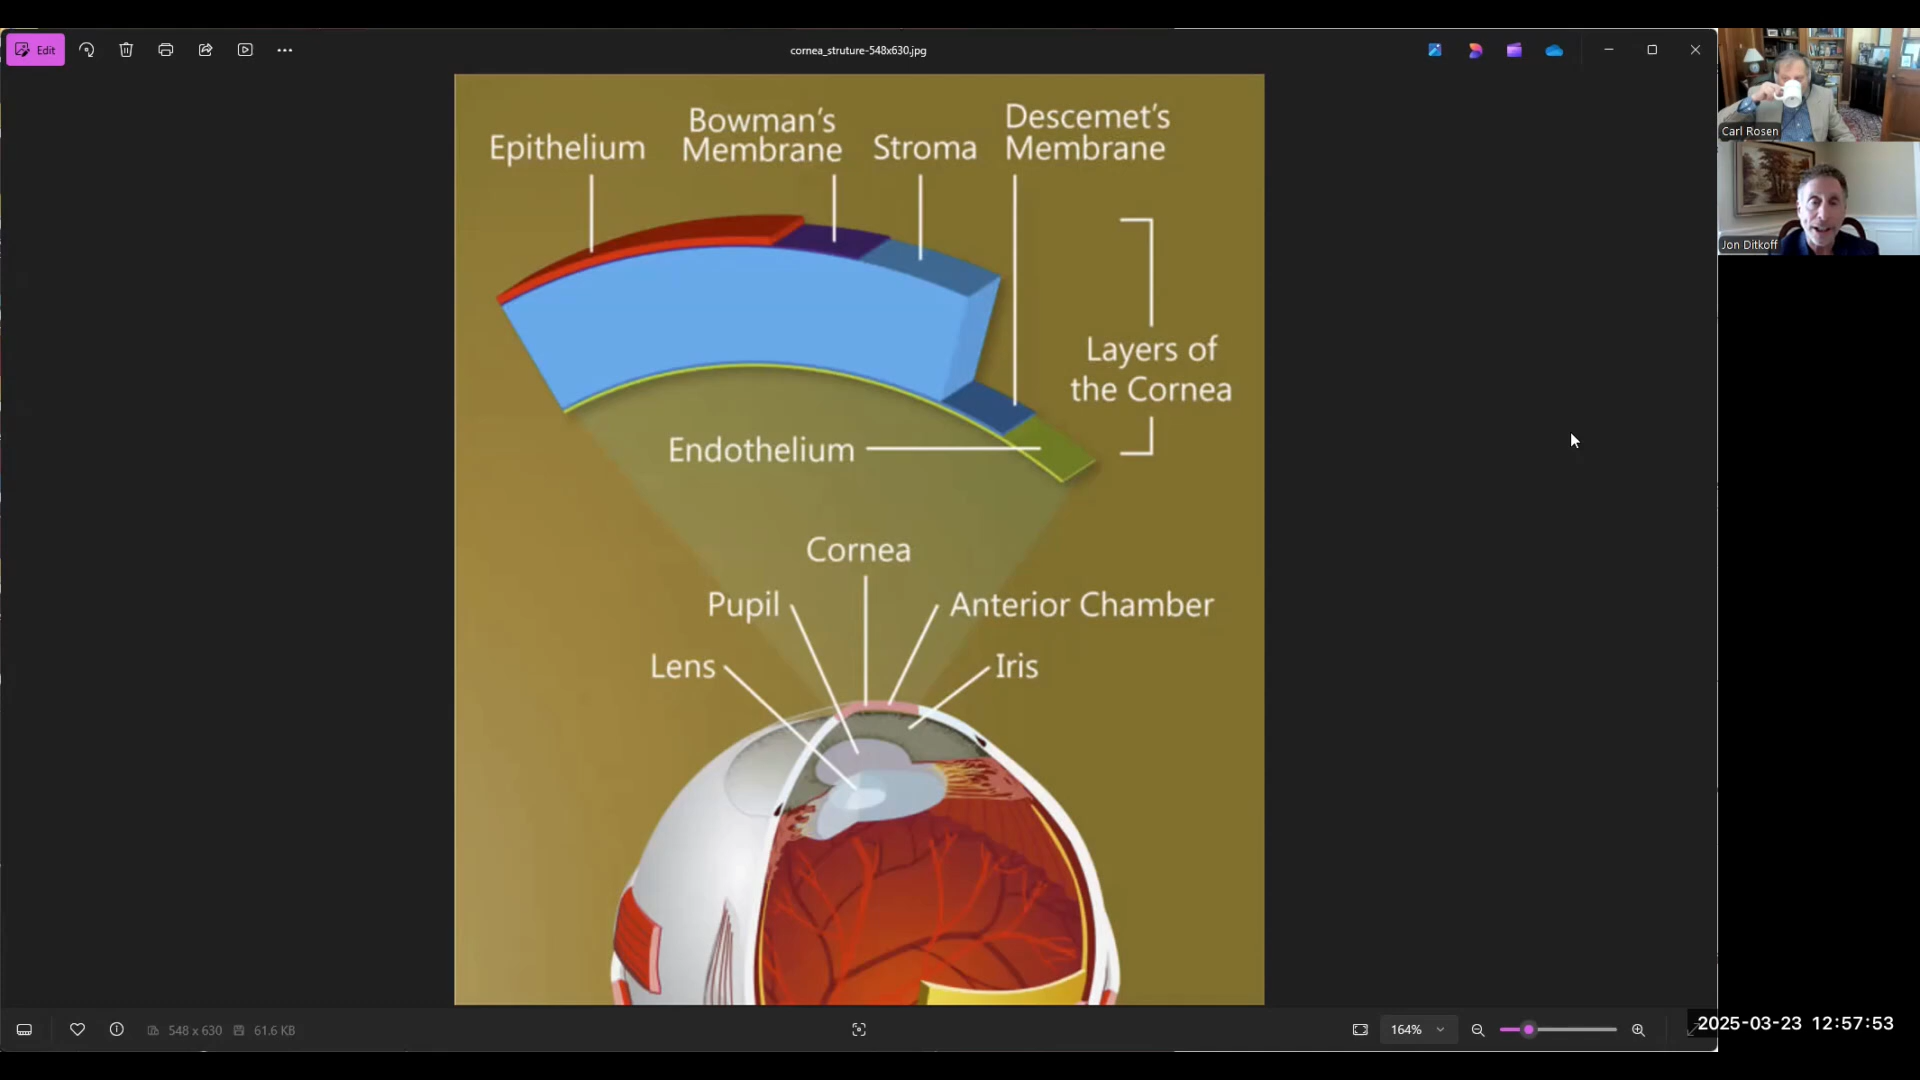 Edit
cornea_struture-548x630.jpg
Carl Rosen
Jon Ditkoff
Epithelium
Bowman's
Membrane
Stroma
Descemet's
Membrane
Layers of
the Cornea
Endothelium
Cornea
Pupil
Anterior Chamber
Lens
Iris
548 x 630
61.6 KB
164%
2025-03-23 12:57:53